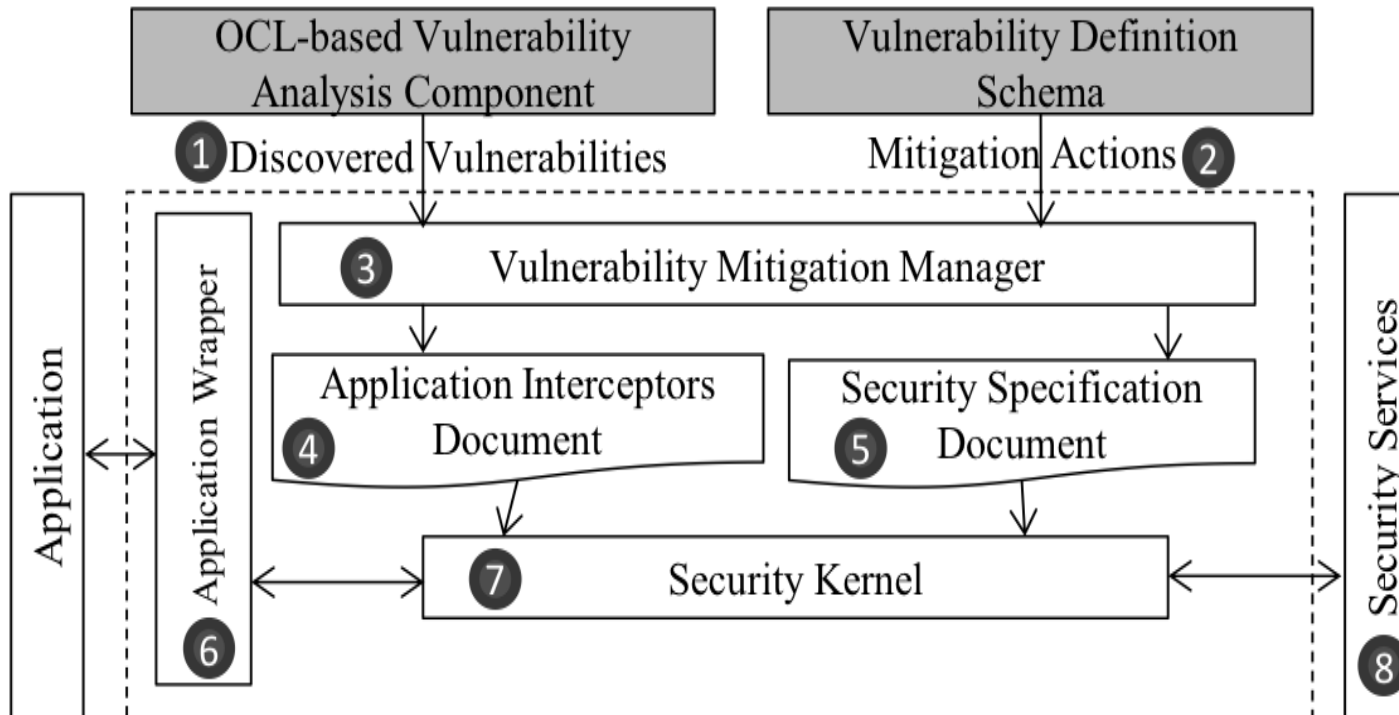 OCL-based Vulnerability
Analysis Component
Vulnerability Definition
Schema
1 Discovered Vulnerabilities
Mitigation Actions 2
3 Vulnerability Mitigation Manager
Application
6 Application Wrapper
Application Interceptors
4 Document
Security Specification
5 Document
7 Security Kernel
8 Security Services